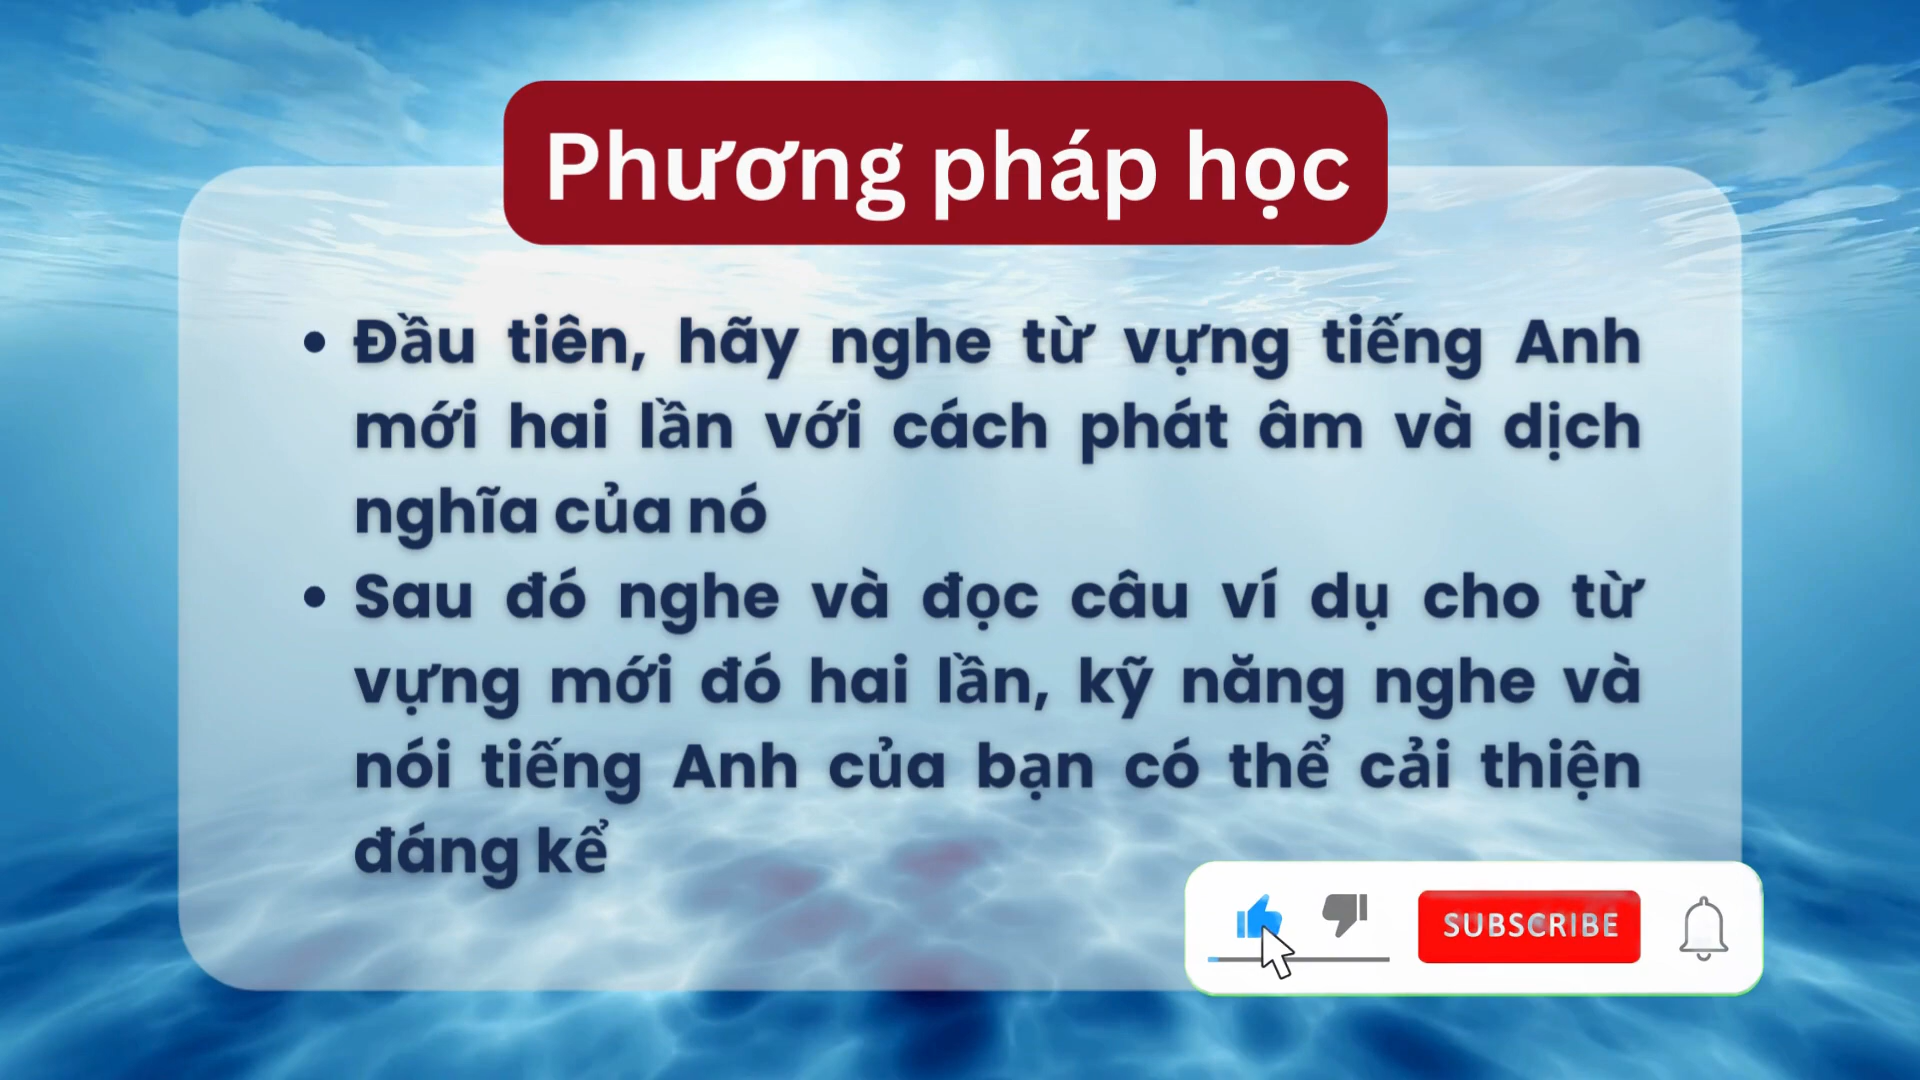 Phương pháp học
• Đầu tiên, hãy nghe từ vựng tiếng Anh
mới hai lần với cách phát âm và dịch
nghĩa của nó
• Sau đó nghe và đọc câu ví dụ cho từ
vựng mới đó hai lần, kỹ năng nghe và
nói tiếng Anh của bạn có thể cải thiện
đáng kể
SUBSCRIBE